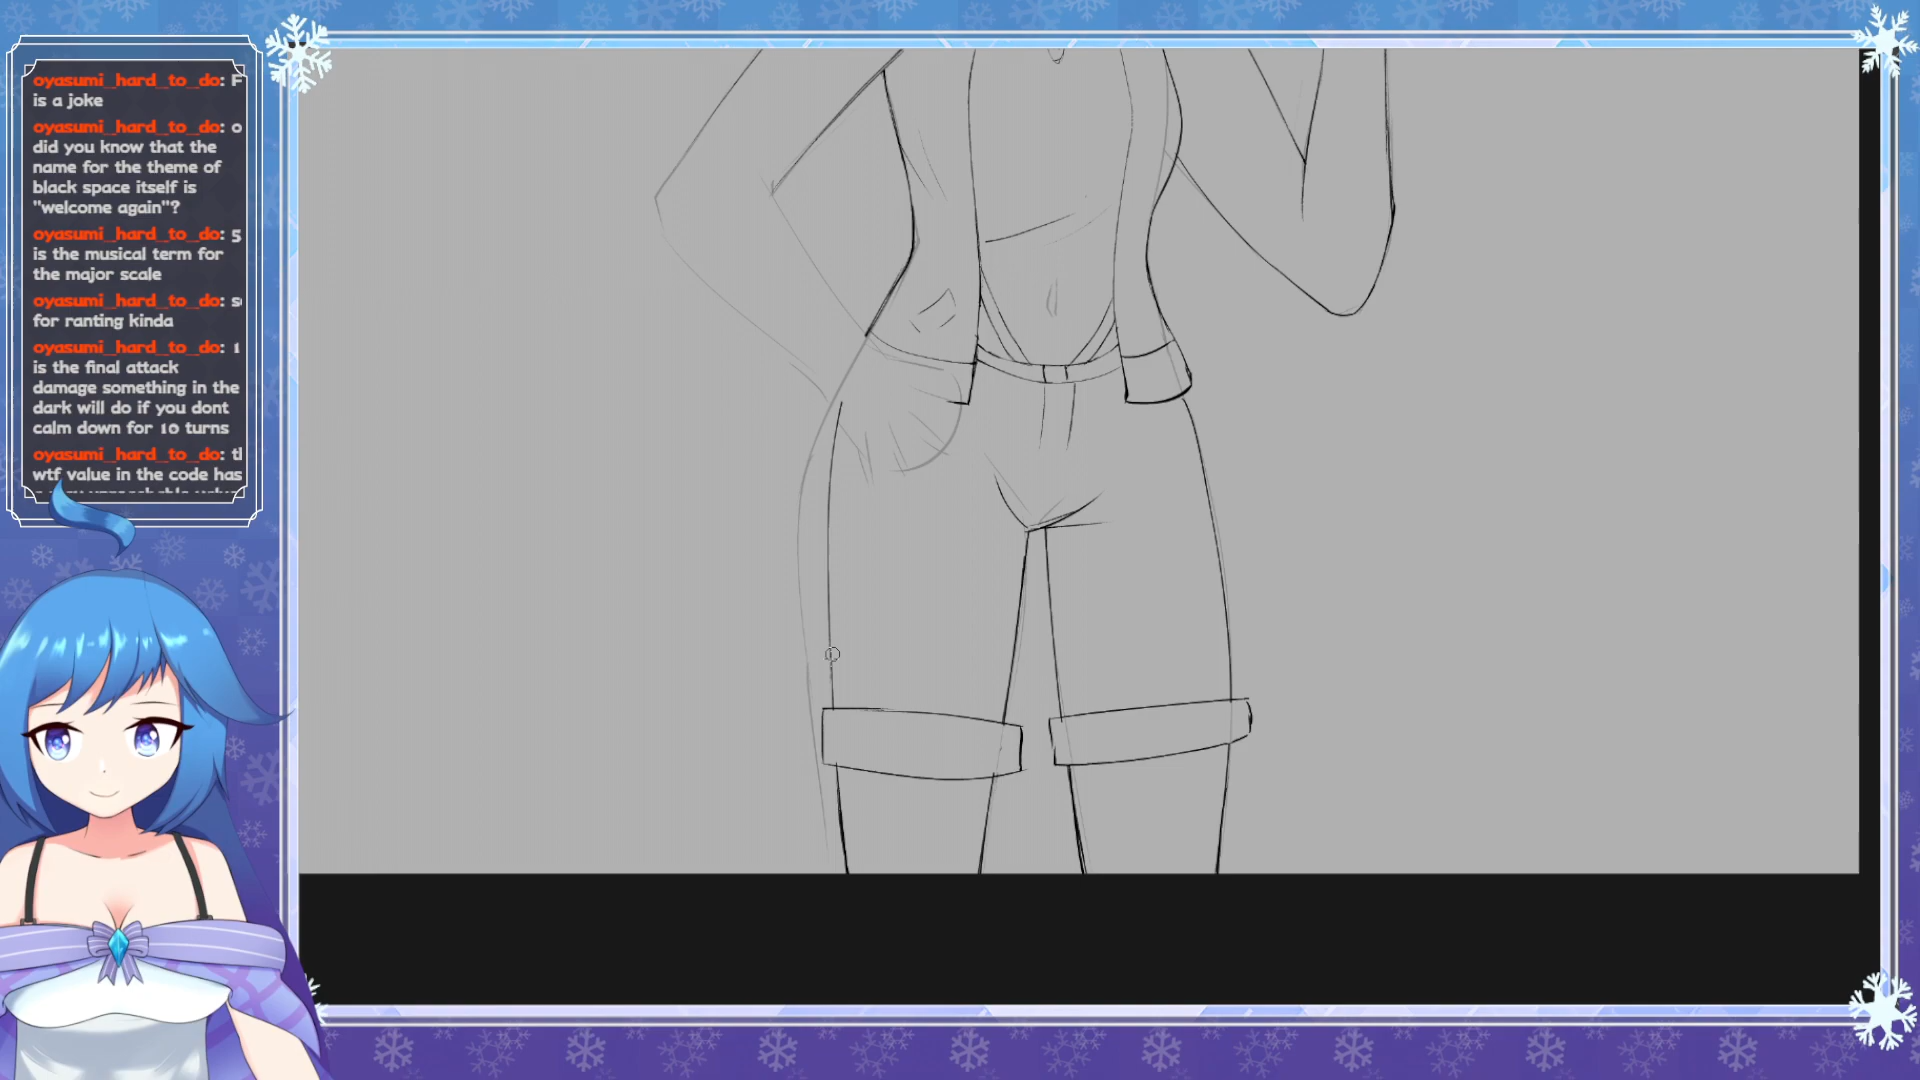 oyasumi_hard_to_do: F
is a joke
oyasumi_hard_to_do: o
did you know that the
name for the theme of
black space itself is
"welcome again"?
oyasumi_hard_to_do: 5
is the musical term for
the major scale
oyasumi_hard_to_do: s
for ranting kinda
oyasumi_hard_to_do: 1
is the final attack
damage something in the
dark will do if you dont
calm down for 10 turns
oyasumi_hard_to_do: t
wtf value in the code has